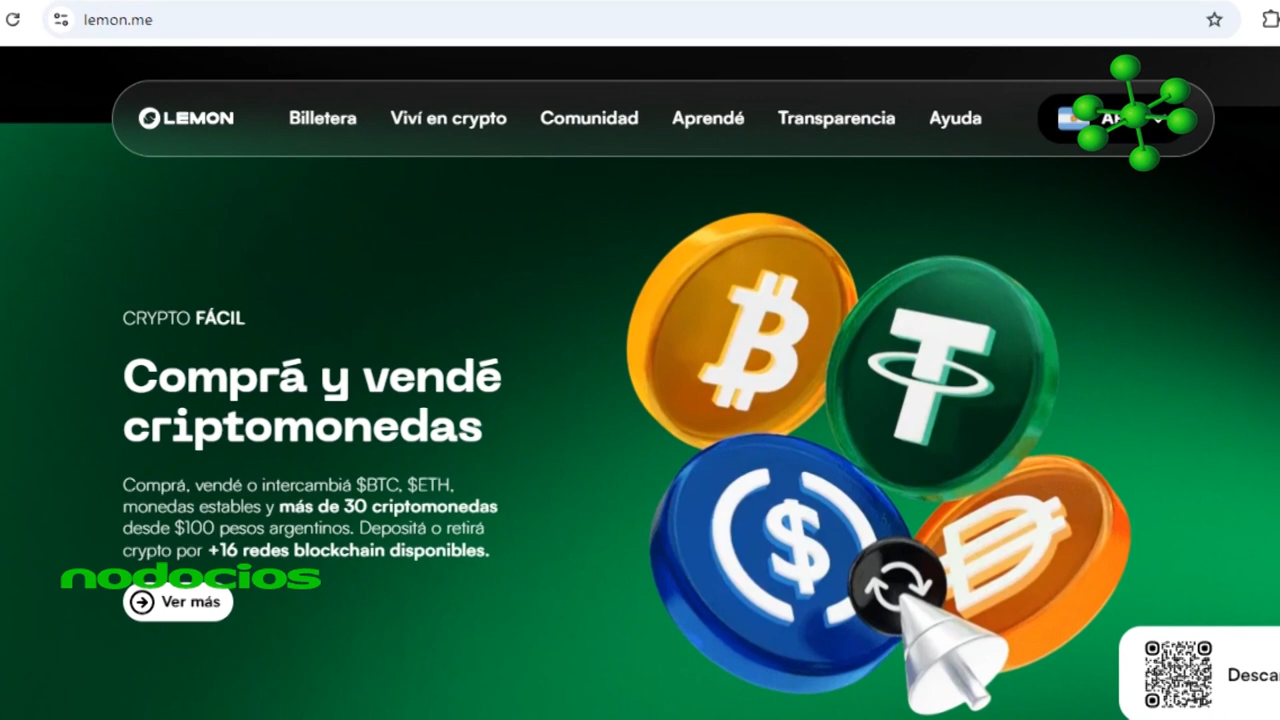 lemon.me
LEMON
Billetera
Viví en crypto
Comunidad
Aprendé
Transparencia
Ayuda
CRYPTO FÁCIL
Comprá y vendé
criptomonedas
Comprá, vendé o intercambiá $BTC, $ETH,
monedas estables y más de 30 criptomonedas
desde $100 pesos argentinos. Depositá o retirá
crypto por +16 redes blockchain disponibles.
nodocios
Ver más